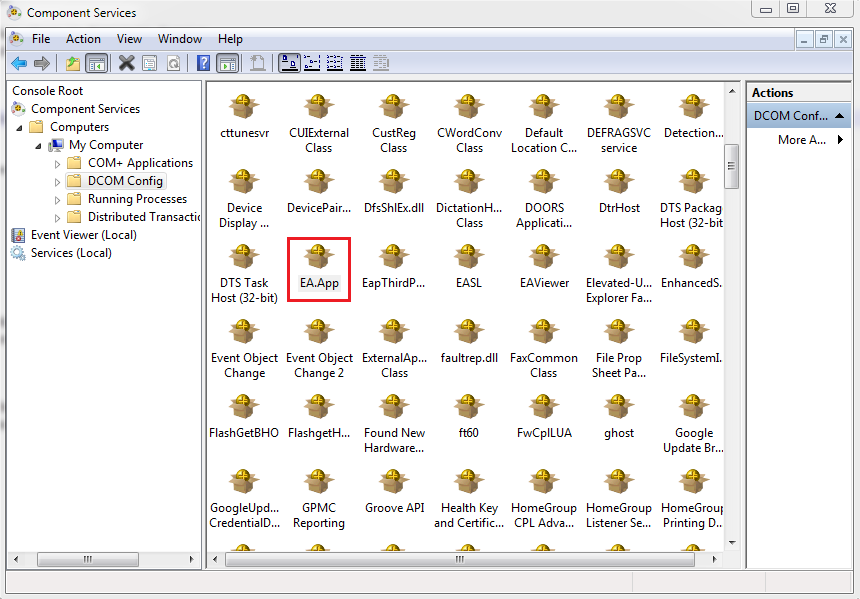 Component Services
File Action View Window Help
Console Root
Component Services
Computers
My Computer
COM+ Applications
DCOM Config
Running Processes
Distributed Transactic
Event Viewer (Local)
Services (Local)
cttunesvr
CUIExternal
Class
CustReg
Class
CWordConv
Class
Default
Location C...
DEFRAGSVC
service
Detection...
Device
Display ...
DevicePair...
DfsShlEx.dll
DictationH...
Class
DOORS
Applicati...
DtrHost
DTS Packag
Host (32-bit
DTS Task
Host (32-bit)
EA.App
EapThirdP...
EASL
EAViewer
Elevated-U...
Explorer Fa...
EnhancedS.
Event Object
Change
Event Object
Change 2
ExternalAp...
Class
faultrep.dll
FaxCommon
Class
File Prop
Sheet Pa...
FileSystemI.
FlashGetBHO
FlashgetH...
Found New
Hardware...
ft60
FwCplLUA
ghost
Google
Update Br...
GoogleUpd...
CredentialD...
GPMC
Reporting
Groove API
Health Key
and Certific...
HomeGroup
CPL Adva...
HomeGroup
Listener Se...
HomeGroup
Printing D...
Actions
DCOM Conf...
More A...